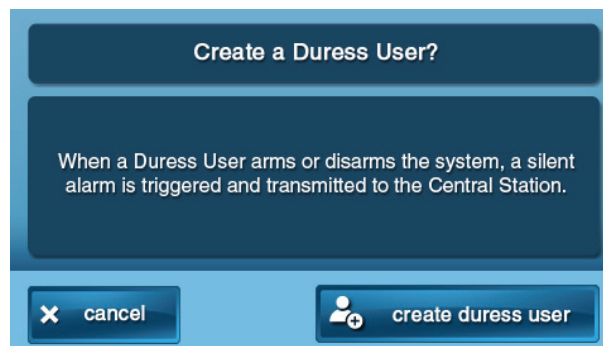 Create a Duress User?
When a Duress User arms or disarms the system, a silent
alarm is triggered and transmitted to the Central Station.
cancel
create duress user